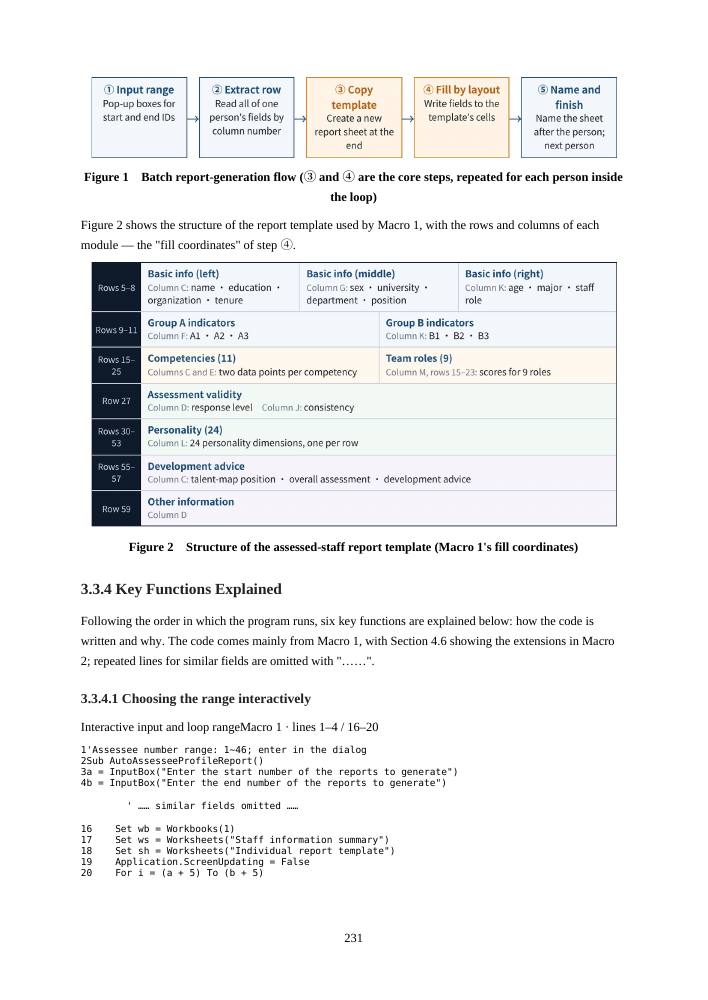 ① Input range
Pop-up boxes for
start and end IDs
② Extract row
Read all of one
person's fields by
column number
③ Copy
template
Create a new
report sheet at the
end
④ Fill by layout
Write fields to the
template's cells
⑤ Name and
finish
Name the sheet
after the person;
next person
Figure 1 Batch report-generation flow (③ and ④ are the core steps, repeated for each person inside
the loop)
Figure 2 shows the structure of the report template used by Macro 1, with the rows and columns of each
module — the "fill coordinates" of step ④.
Rows 5–8
Basic info (left)
Column C: name · education ·
organization · tenure
Basic info (middle)
Column G: sex · university ·
department · position
Basic info (right)
Column K: age · major · staff
role
Rows 9–11
Group A indicators
Column F: A1 · A2 · A3
Group B indicators
Column K: B1 · B2 · B3
Rows 15–
25
Competencies (11)
Columns C and E: two data points per competency
Team roles (9)
Column M, rows 15–23: scores for 9 roles
Row 27
Assessment validity
Column D: response level Column J: consistency
Rows 30–
53
Personality (24)
Column L: 24 personality dimensions, one per row
Rows 55–
57
Development advice
Column C: talent-map position · overall assessment · development advice
Row 59
Other information
Column D
Figure 2 Structure of the assessed-staff report template (Macro 1's fill coordinates)
3.3.4 Key Functions Explained
Following the order in which the program runs, six key functions are explained below: how the code is
written and why. The code comes mainly from Macro 1, with Section 4.6 showing the extensions in Macro
2; repeated lines for similar fields are omitted with "……".
3.3.4.1 Choosing the range interactively
Interactive input and loop rangeMacro 1 · lines 1–4 / 16–20
1'Assessee number range: 1~46; enter in the dialog
2Sub AutoAssesseeProfileReport()
3a = InputBox("Enter the start number of the reports to generate")
4b = InputBox("Enter the end number of the reports to generate")
' …… similar fields omitted ……
16 Set wb = Workbooks(1)
17 Set ws = Worksheets("Staff information summary")
18 Set sh = Worksheets("Individual report template")
19 Application.ScreenUpdating = False
20 For i = (a + 5) To (b + 5)
231